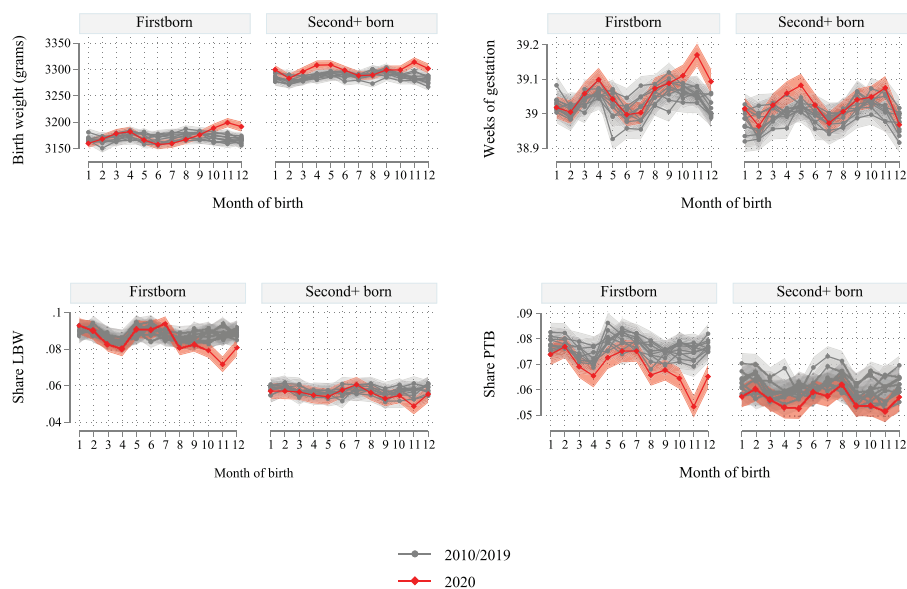 Firstborn
Second+ born
Birth weight (grams)
3350
3300
3250
3200
3150
1 2 3 4 5 6 7 8 9 10 11 12
1 2 3 4 5 6 7 8 9 10 11 12
Month of birth
Firstborn
Second+ born
Weeks of gestation
39.2
39.1
39
38.9
1 2 3 4 5 6 7 8 9 10 11 12
1 2 3 4 5 6 7 8 9 10 11 12
Month of birth
Firstborn
Second+ born
Share LBW
.1
.08
.06
.04
1 2 3 4 5 6 7 8 9 10 11 12
1 2 3 4 5 6 7 8 9 10 11 12
Month of birth
Firstborn
Second+ born
Share PTB
.09
.08
.07
.06
.05
1 2 3 4 5 6 7 8 9 10 11 12
1 2 3 4 5 6 7 8 9 10 11 12
Month of birth
2010/2019
2020